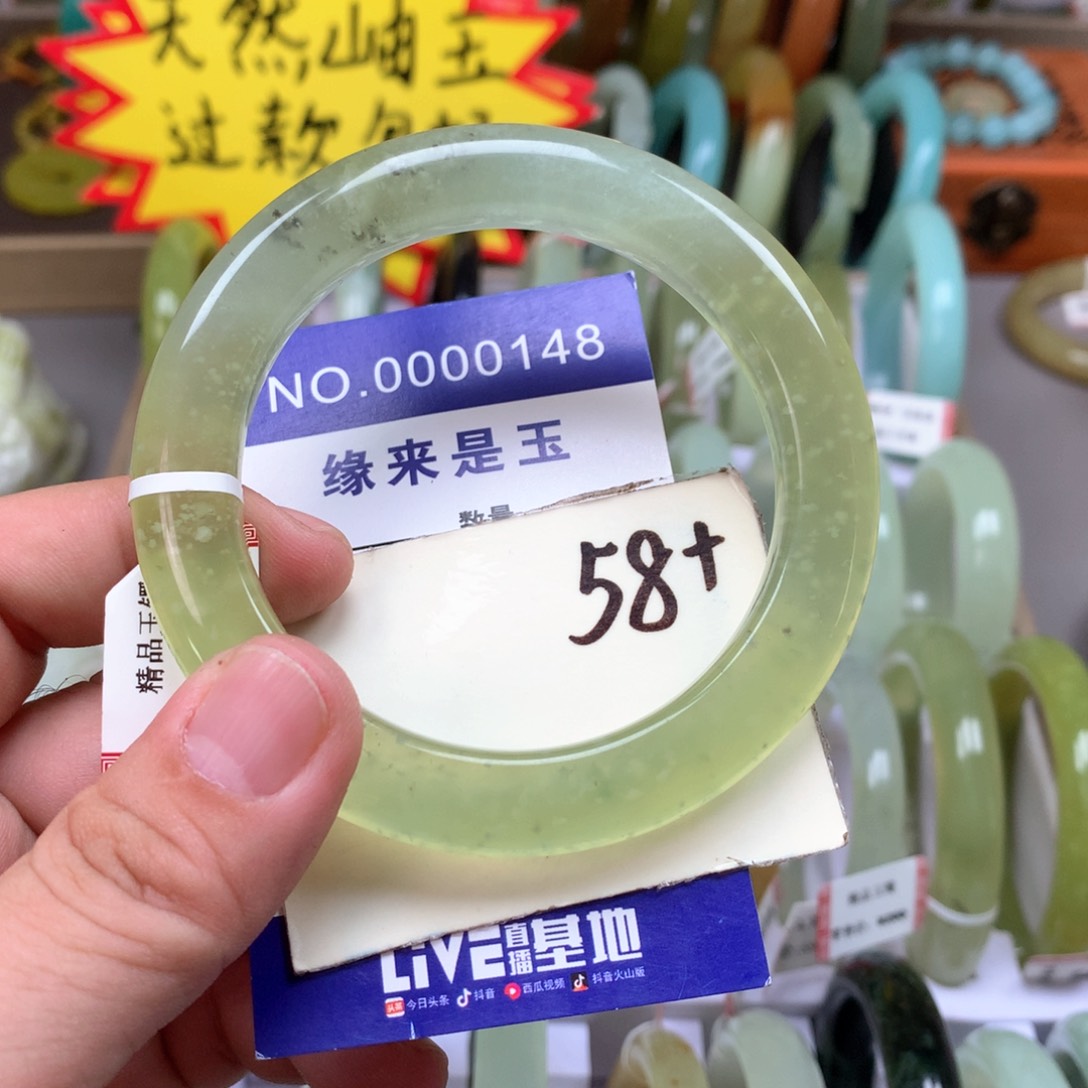 天然岫玉
过款
NO.0000148
缘来是玉
数量
58+
精品玉镯
LIVE直播基地
今日头条 抖音 西瓜视频 抖音火山版